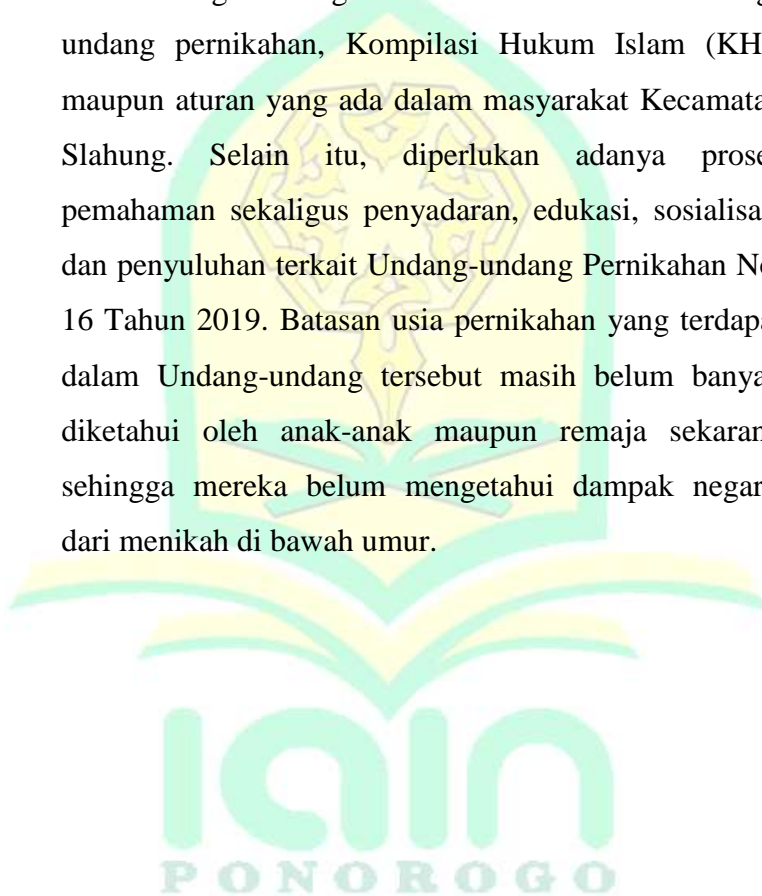 undang pernikahan, Kompilasi Hukum Islam (KH
maupun aturan yang ada dalam masyarakat Kecamata
Slahung. Selain itu, diperlukan adanya prose
pemahaman sekaligus penyadaran, edukasi, sosialisa
dan penyuluhan terkait Undang-undang Pernikahan No
16 Tahun 2019. Batasan usia pernikahan yang terdapa
dalam Undang-undang tersebut masih belum banya
diketahui oleh anak-anak maupun remaja sekaran
sehingga mereka belum mengetahui dampak negar
dari menikah di bawah umur.
iain
PONOROGO